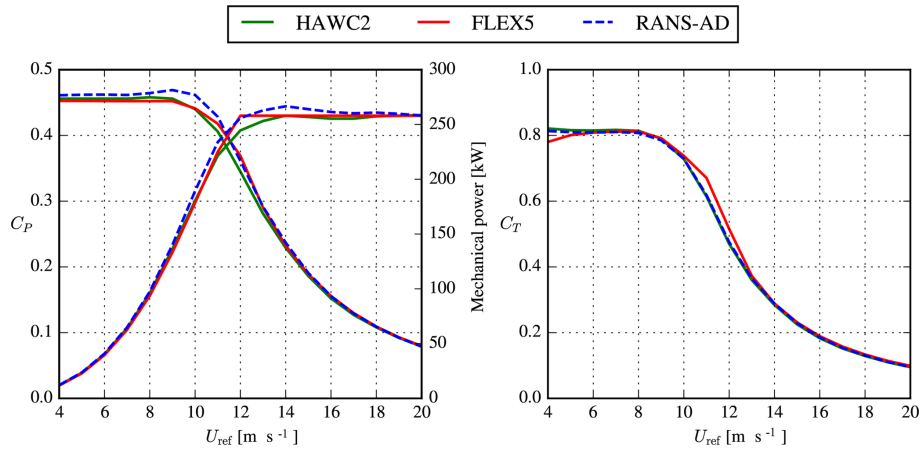 HAWC2 FLEX5 RANS-AD
0.5 300 1.0
0.4 250 0.8
200
0.3 0.6
C_P 150 C_T
Mechanical power [kW]
0.2 0.4
100
0.1 50 0.2
0.0 0 0.0
4 6 8 10 12 14 16 18 20 4 6 8 10 12 14 16 18 20
U_ref [m s^-1] U_ref [m s^-1]